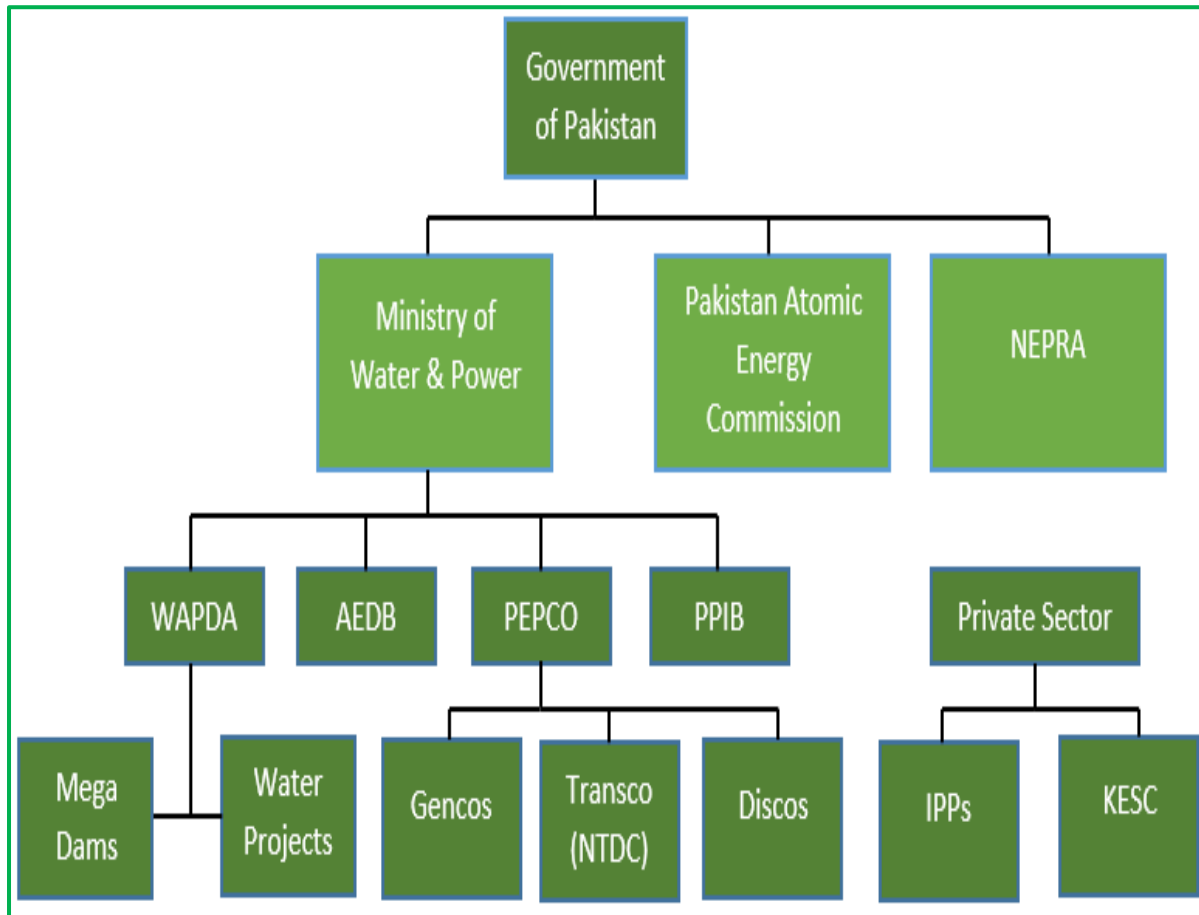 Government
of Pakistan
Ministry of
Water & Power
Pakistan Atomic
Energy
Commission
NEPRA
WAPDA
AEDB
PEPCO
PPIB
Private Sector
Mega
Dams
Water
Projects
Gencos
Transco
(NTDC)
Discos
IPPs
KESC